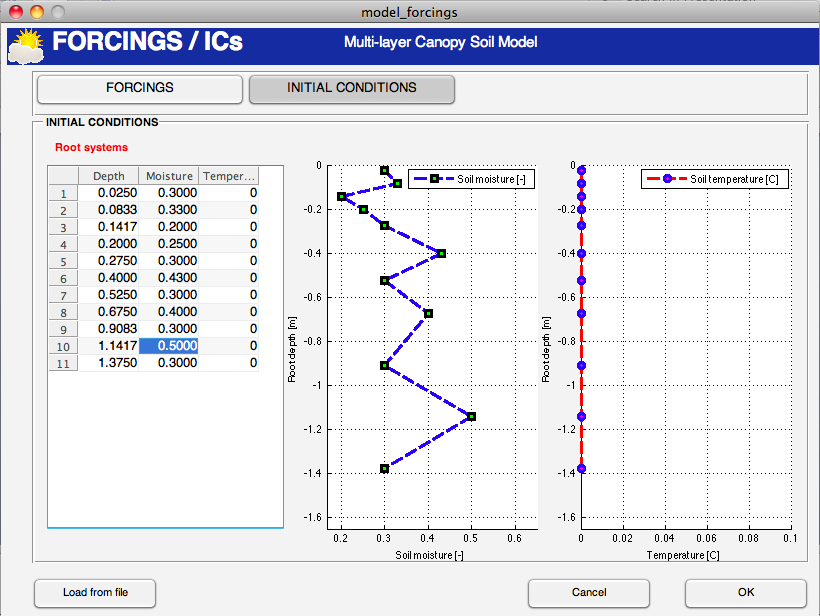 model_forcings
FORCINGS / ICs
Multi-layer Canopy Soil Model
FORCINGS
INITIAL CONDITIONS
INITIAL CONDITIONS
Root systems
Depth Moisture Temper...
1 0.0250 0.3000 0
2 0.0833 0.3300 0
3 0.1417 0.2000 0
4 0.2000 0.2500 0
5 0.2750 0.3000 0
6 0.4000 0.4300 0
7 0.5250 0.3000 0
8 0.6750 0.4000 0
9 0.9083 0.3000 0
10 1.1417 0.5000 0
11 1.3750 0.3000 0
Soil moisture [-]
0
-0.2
-0.4
-0.6
-0.8
-1
-1.2
-1.4
-1.6
Root depth [m]
0.2 0.3 0.4 0.5 0.6
Soil moisture [-]
Soil temperature [C]
0
-0.2
-0.4
-0.6
-0.8
-1
-1.2
-1.4
-1.6
Root depth [m]
0 0.02 0.04 0.06 0.08 0.1
Temperature [C]
Load from file
Cancel
OK